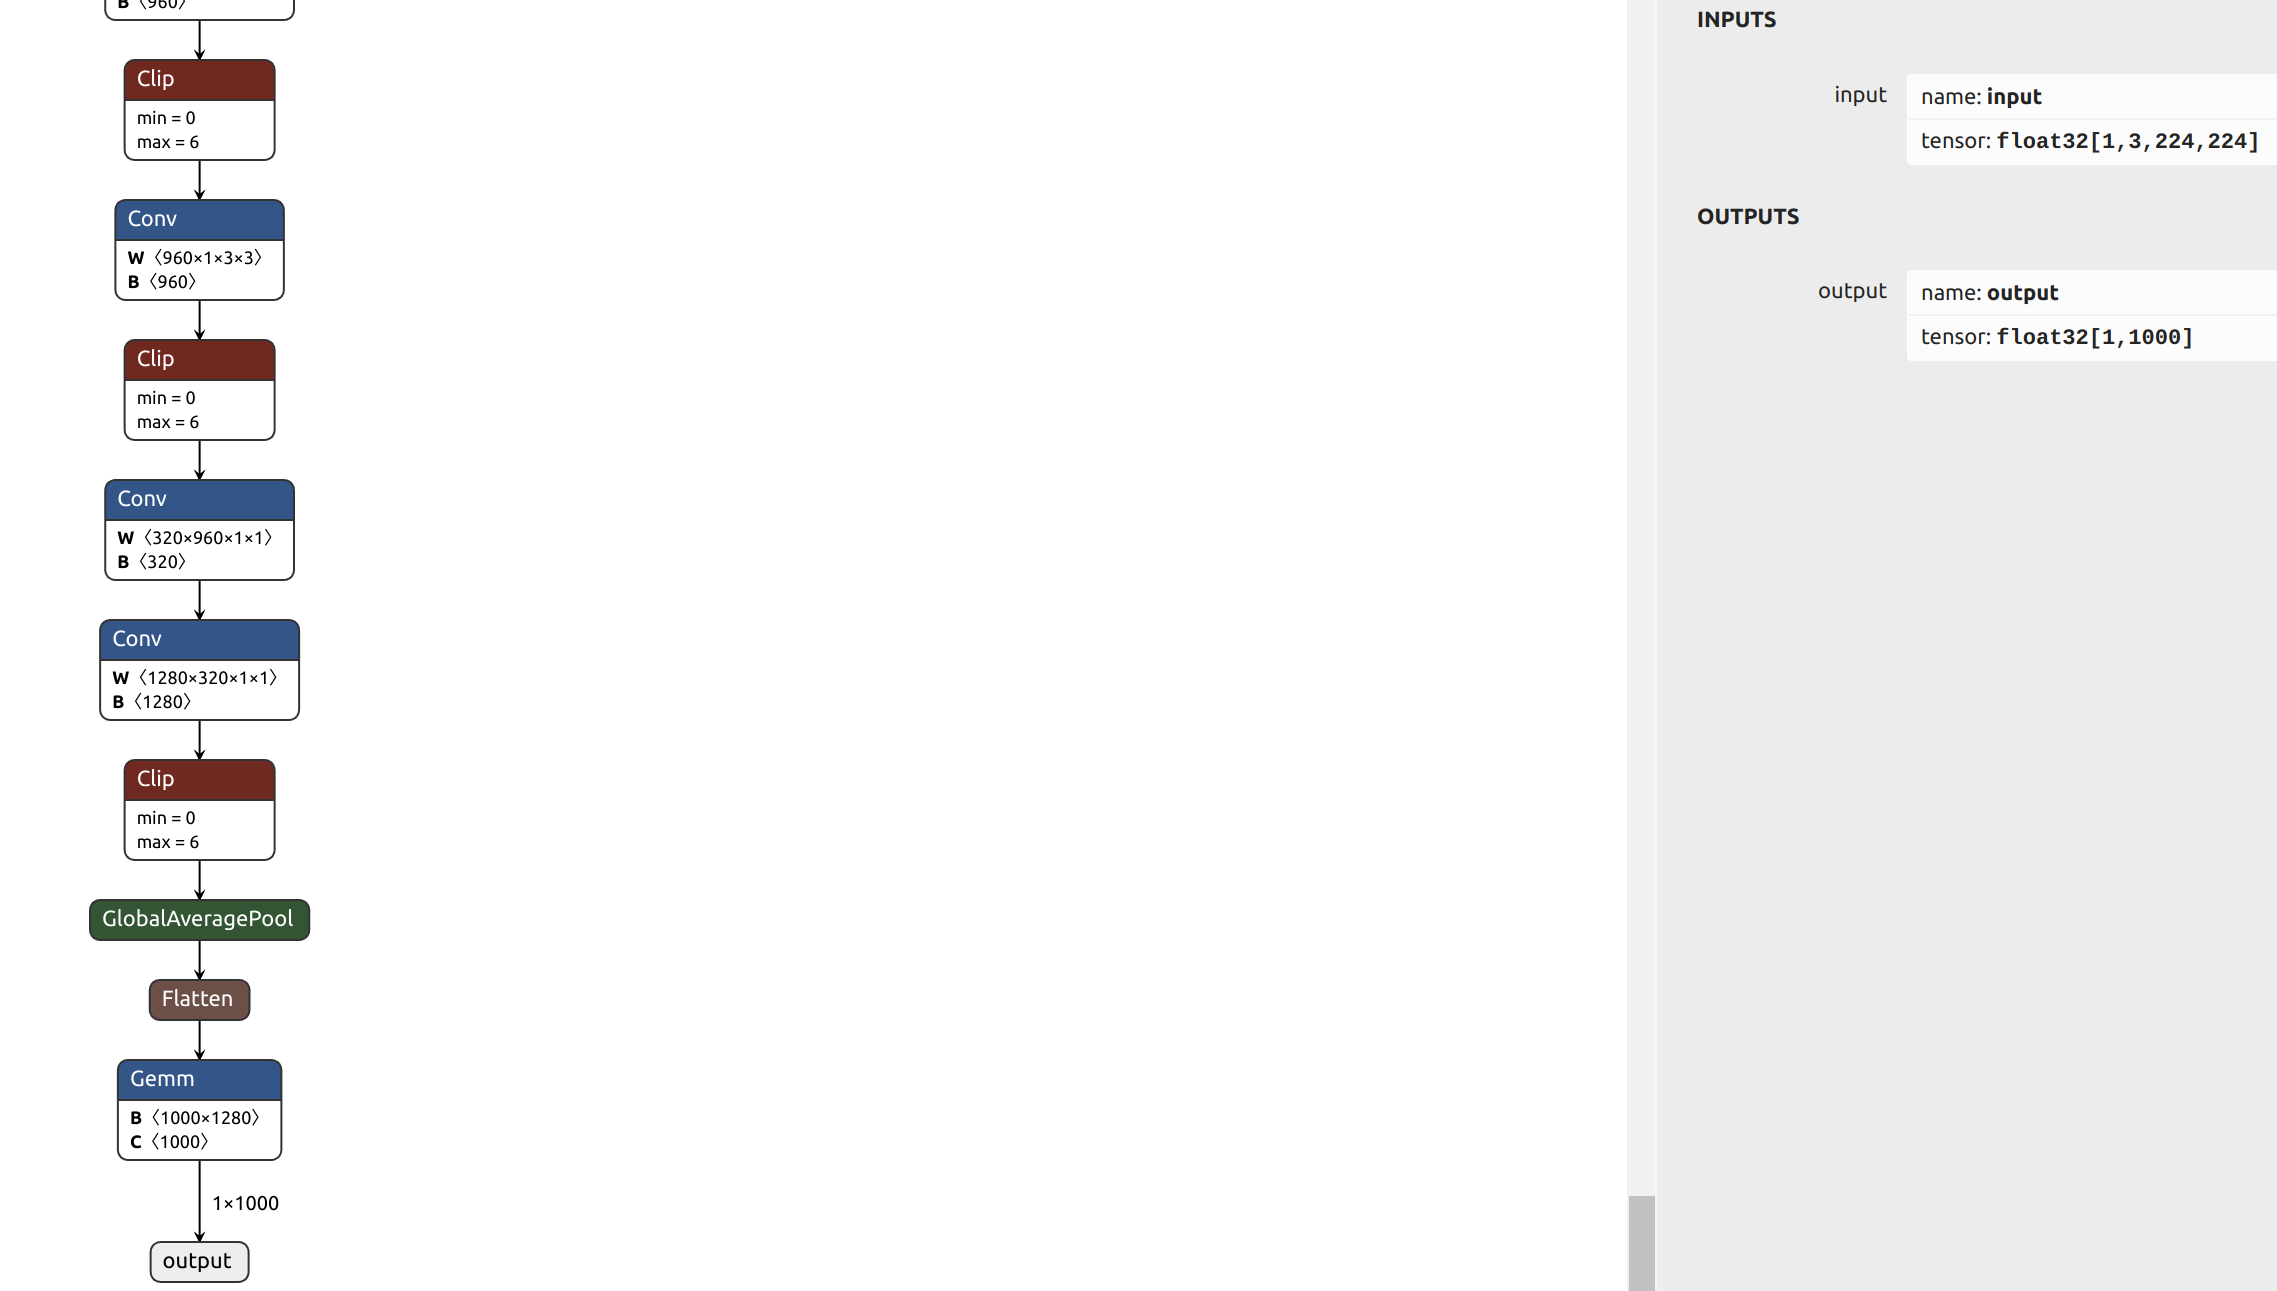 B〈960〉
Clip
min = 0
max = 6
Conv
W〈960×1×3×3〉
B〈960〉
Clip
min = 0
max = 6
Conv
W〈320×960×1×1〉
B〈320〉
Conv
W〈1280×320×1×1〉
B〈1280〉
Clip
min = 0
max = 6
GlobalAveragePool
Flatten
Gemm
B〈1000×1280〉
C〈1000〉
1×1000
output
INPUTS
input
name: input
tensor: float32[1,3,224,224]
OUTPUTS
output
name: output
tensor: float32[1,1000]